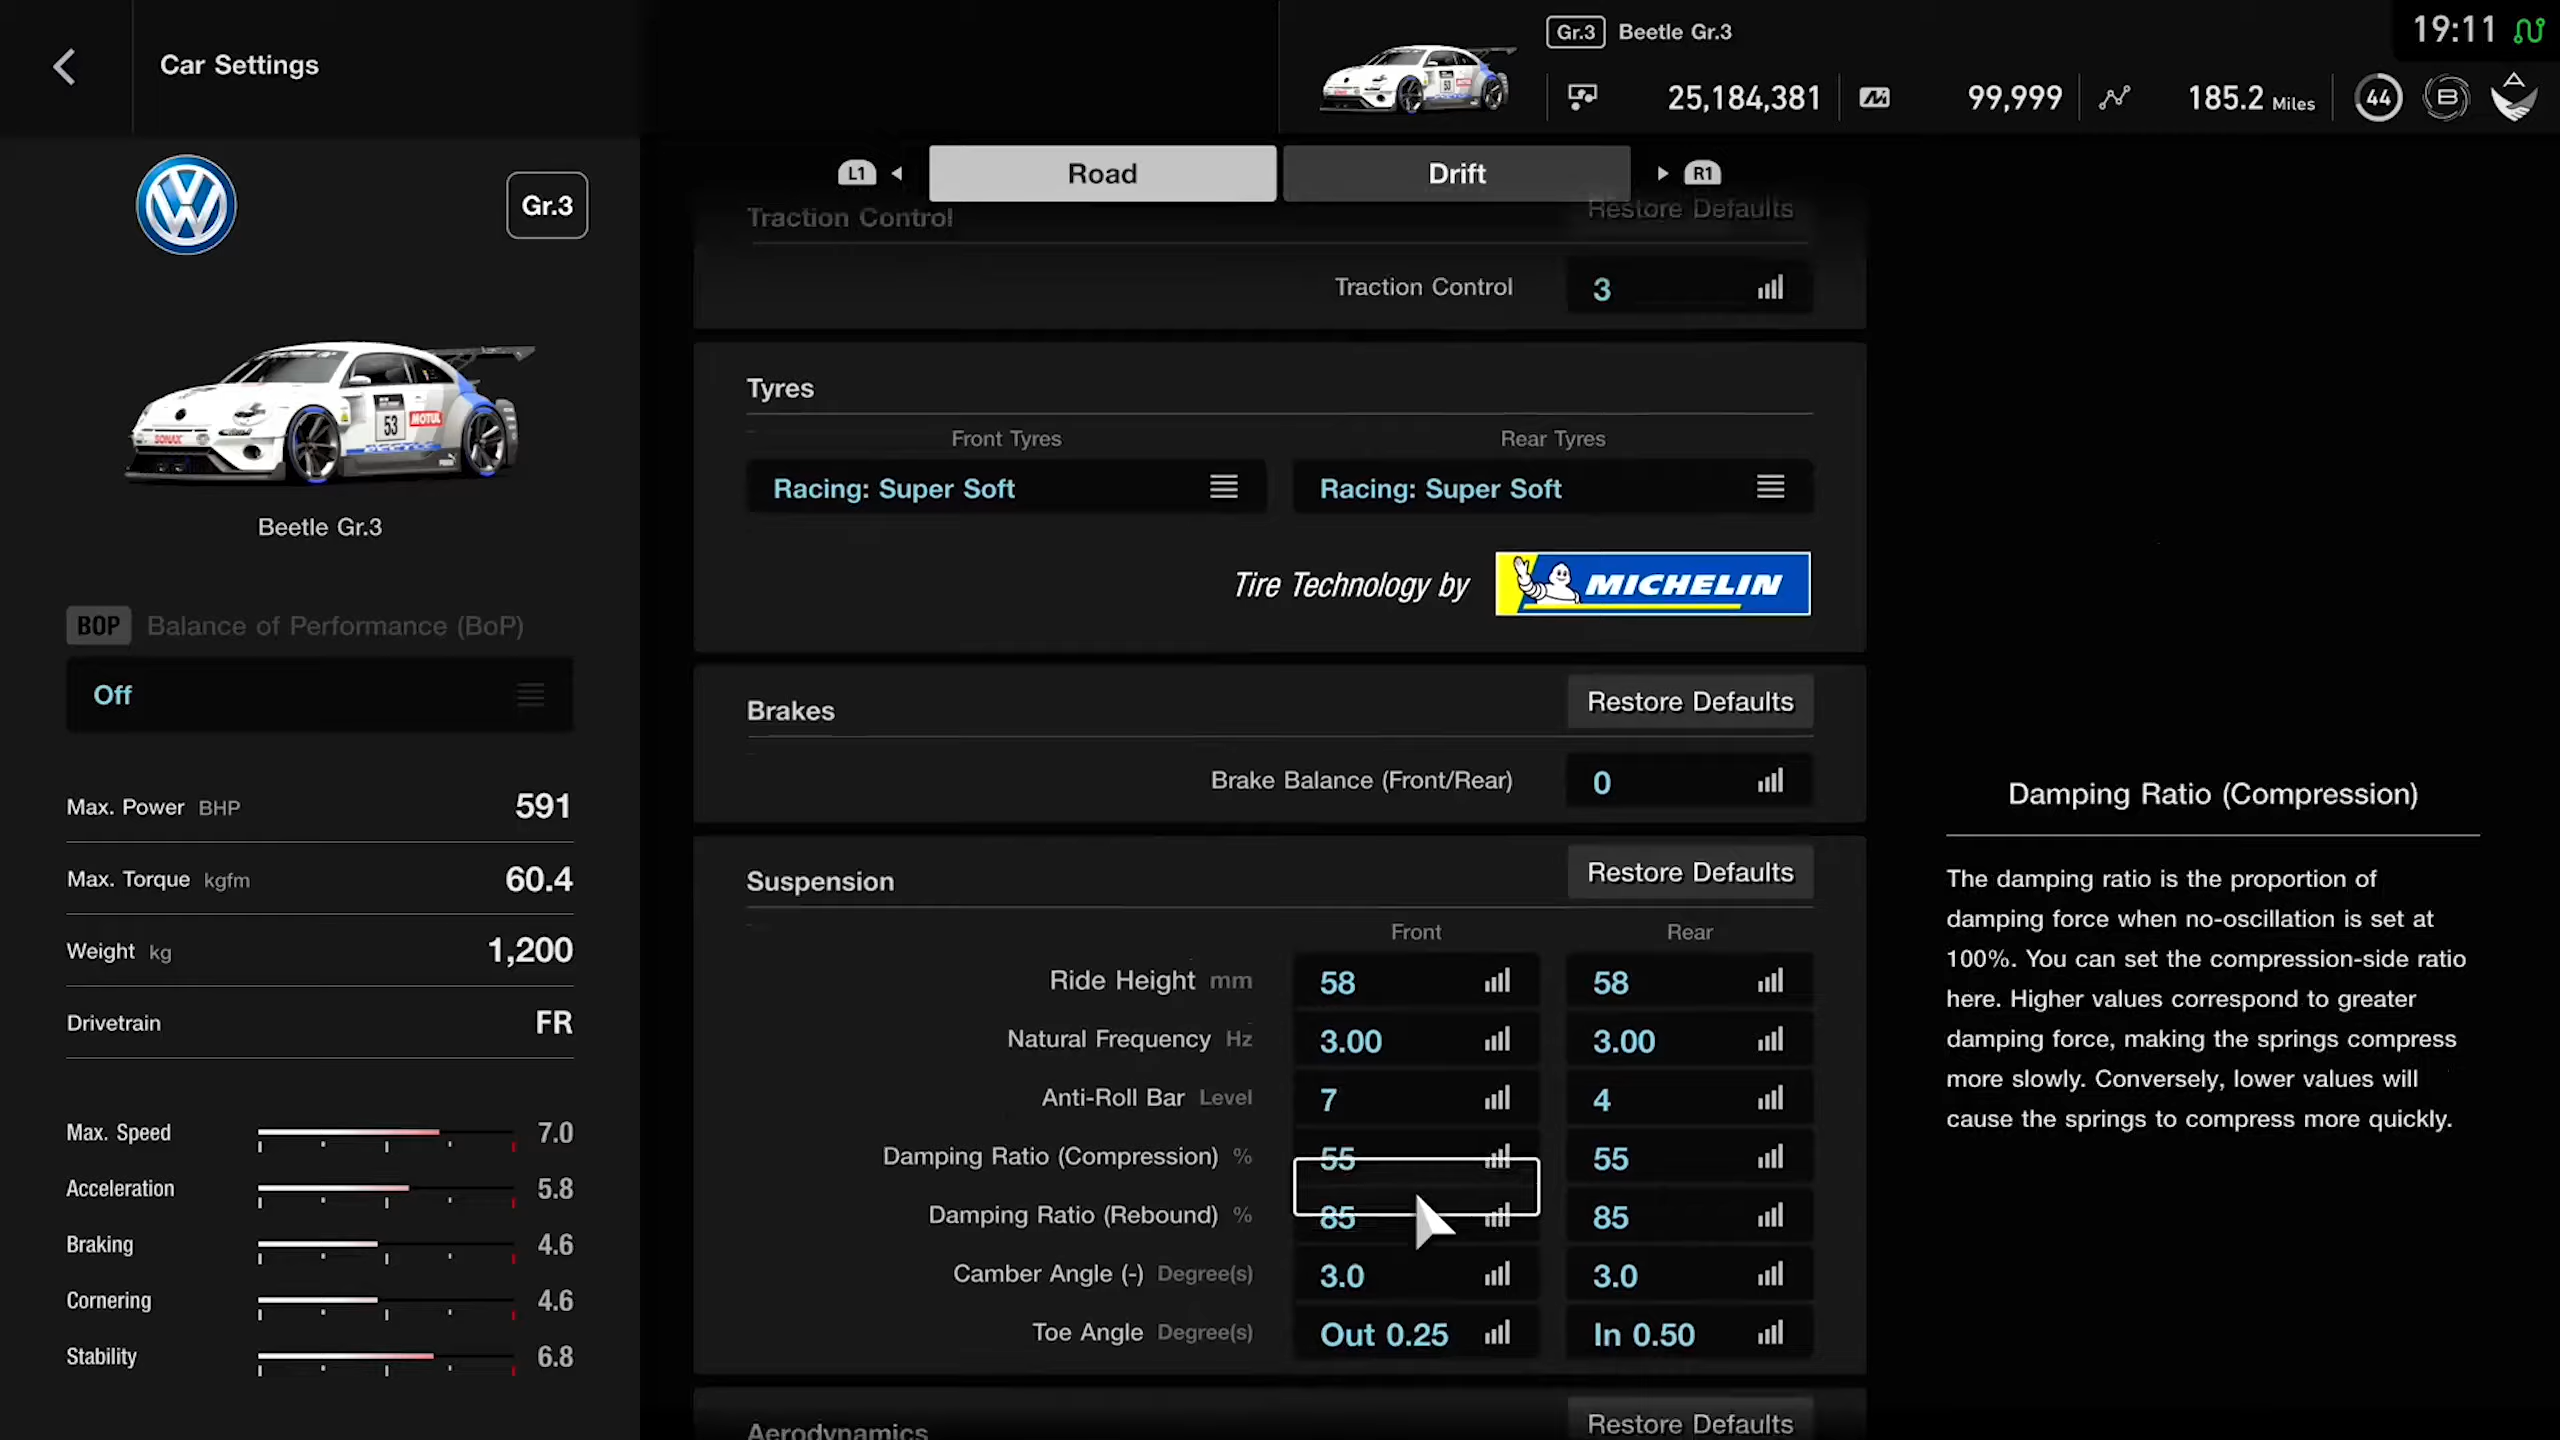 Car Settings
Gr.3 Beetle Gr.3
19:11
25,184,381
99,999
185.2 Miles
44
B
A
L1
Road
Drift
R1
Gr.3
Traction Control
Restore Defaults
Traction Control 3
53
MOTUL
SONAX
BEETLE
Beetle Gr.3
Tyres
Front Tyres
Rear Tyres
Racing: Super Soft
Racing: Super Soft
Tire Technology by
MICHELIN
BOP Balance of Performance (BoP)
Off
Brakes
Restore Defaults
Brake Balance (Front/Rear) 0
Max. Power BHP 591
Max. Torque kgfm 60.4
Weight kg 1,200
Drivetrain FR
Max. Speed 7.0
Acceleration 5.8
Braking 4.6
Cornering 4.6
Stability 6.8
Suspension
Restore Defaults
Front Rear
Ride Height mm 58 58
Natural Frequency Hz 3.00 3.00
Anti-Roll Bar Level 7 4
Damping Ratio (Compression) % 55 55
Damping Ratio (Rebound) % 85 85
Camber Angle (-) Degree(s) 3.0 3.0
Toe Angle Degree(s) Out 0.25 In 0.50
Aerodynamics
Restore Defaults
Damping Ratio (Compression)
The damping ratio is the proportion of
damping force when no-oscillation is set at
100%. You can set the compression-side ratio
here. Higher values correspond to greater
damping force, making the springs compress
more slowly. Conversely, lower values will
cause the springs to compress more quickly.